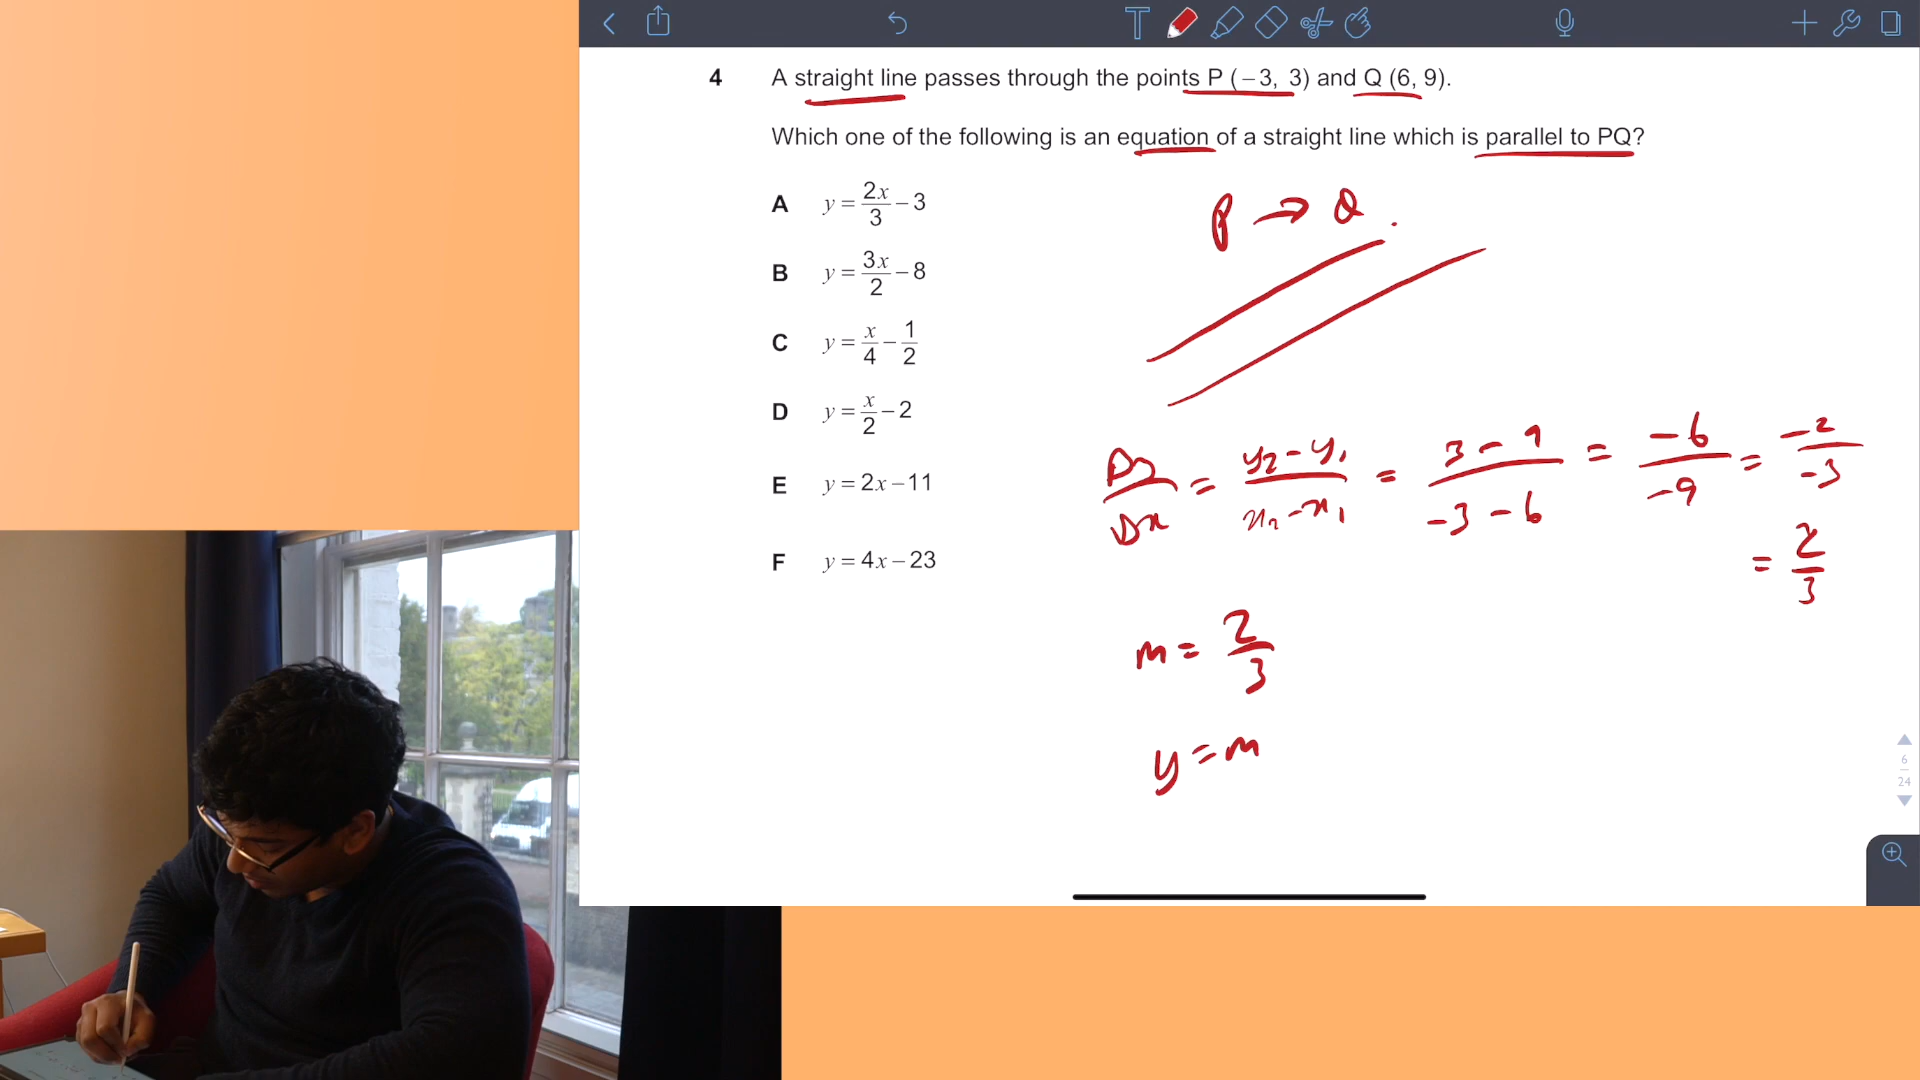 4 A straight line passes through the points P (−3, 3) and Q (6, 9).
Which one of the following is an equation of a straight line which is parallel to PQ?
A y = 2x/3 − 3
B y = 3x/2 − 8
C y = x/4 − 1/2
D y = x/2 − 2
E y = 2x − 11
F y = 4x − 23
P → Q .
Δy/Δx = y₂ - y₁ / x₂ - x₁ = 3 - 9 / -3 - 6 = -6/-9 = -2/-3
= 2/3
m = 2/3
y = m
6
24
T